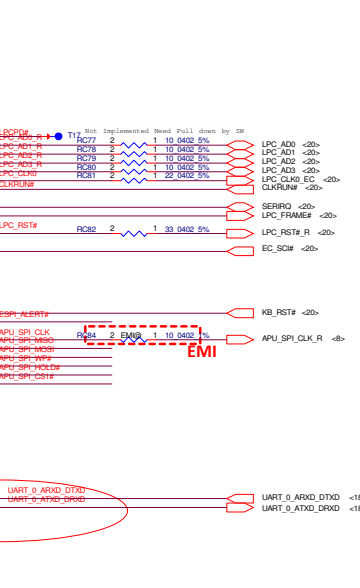 Not Implemented Need Pull down by SW
LPCPD# T17
LPC_AD0_R RC77 2 1 10_0402_5% LPC_AD0 <20>
LPC_AD1_R RC78 2 1 10_0402_5% LPC_AD1 <20>
LPC_AD2_R RC79 2 1 10_0402_5% LPC_AD2 <20>
LPC_AD3_R RC80 2 1 10_0402_5% LPC_AD3 <20>
LPC_CLK0 RC81 2 1 22_0402_5% LPC_CLK0_EC <20>
CLKRUN# CLKRUN# <20>
SERIRQ <20>
LPC_FRAME# <20>
LPC_RST# RC82 2 1 33_0402_5% LPC_RST#_R <20>
EC_SCI# <20>
ESPI_ALERT# KB_RST# <20>
APU_SPI_CLK RC84 2 EMI@ 1 10_0402_1% APU_SPI_CLK_R <8>
APU_SPI_MISO
EMI
APU_SPI_MOSI
APU_SPI_WP#
APU_SPI_HOLD#
APU_SPI_CS1#
UART_0_ARXD_DTXD UART_0_ARXD_DTXD
UART_0_ATXD_DRXD UART_0_ATXD_DRXD